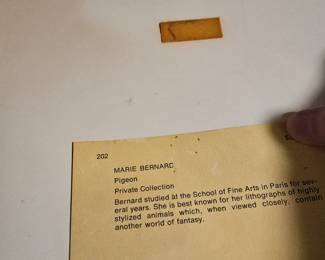 202
MARIE BERNARD
Pigeon
Private Collection
Bernard studied at the School of Fine Arts in Paris for sev-
eral years. She is best known for her lithographs of highly
stylized animals which, when viewed closely, contain
another world of fantasy.